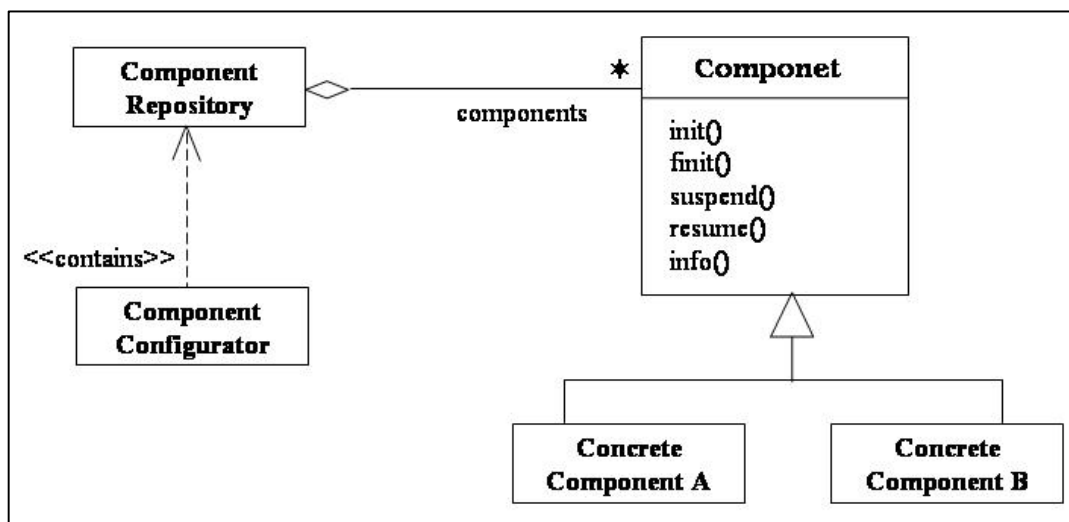 Component
Repository
*
components
Componet
init()
finit()
suspend()
resume()
info()
<<contains>>
Component
Configurator
Concrete
Component A
Concrete
Component B